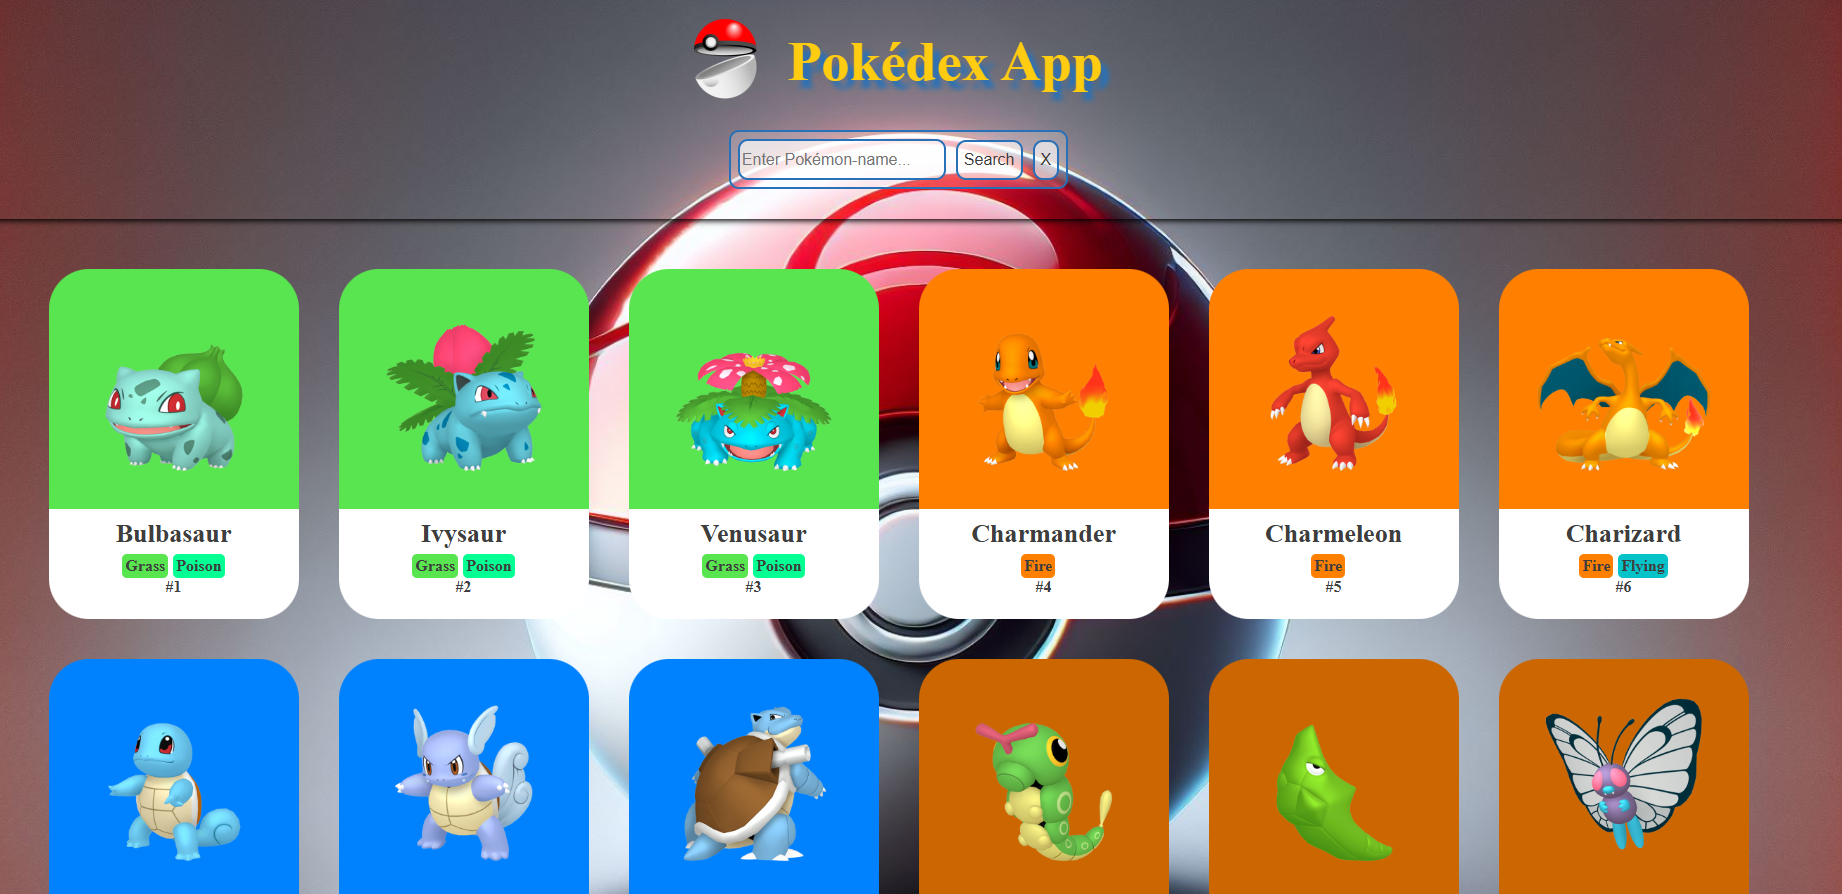 Pokédex App
Enter Pokémon-name... Search X
Bulbasaur
Grass Poison
#1
Ivysaur
Grass Poison
#2
Venusaur
Grass Poison
#3
Charmander
Fire
#4
Charmeleon
Fire
#5
Charizard
Fire Flying
#6